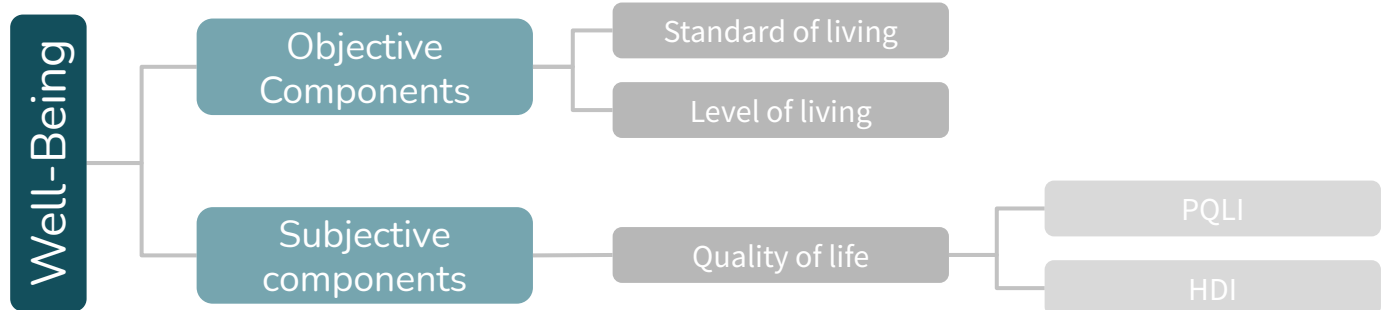 Well-Being
Objective
Components
Standard of living
Level of living
Subjective
components
Quality of life
PQLI
HDI